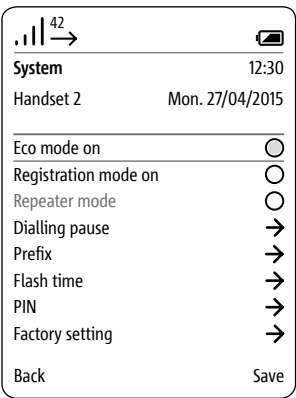 42
System 12:30
Handset 2 Mon. 27/04/2015
Eco mode on
Registration mode on
Repeater mode
Dialling pause
Prefix
Flash time
PIN
Factory setting
Back Save